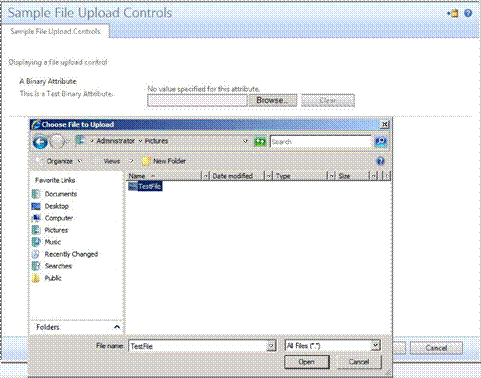 Sample File Upload Controls
Sample File Upload Controls
Displaying a file upload control
A Binary Attribute
This is a Test Binary Attribute.
No value specified for this attribute.
Browse...
Clear
Choose File to Upload
Administrator
Pictures
Search
Organize
Views
New Folder
Favorite Links
Documents
Desktop
Computer
Pictures
Music
Recently Changed
Searches
Public
Folders
Name
Date modified
Type
Size
TestFile
File name:
TestFile
All Files (*.*)
Open
Cancel
Cancel